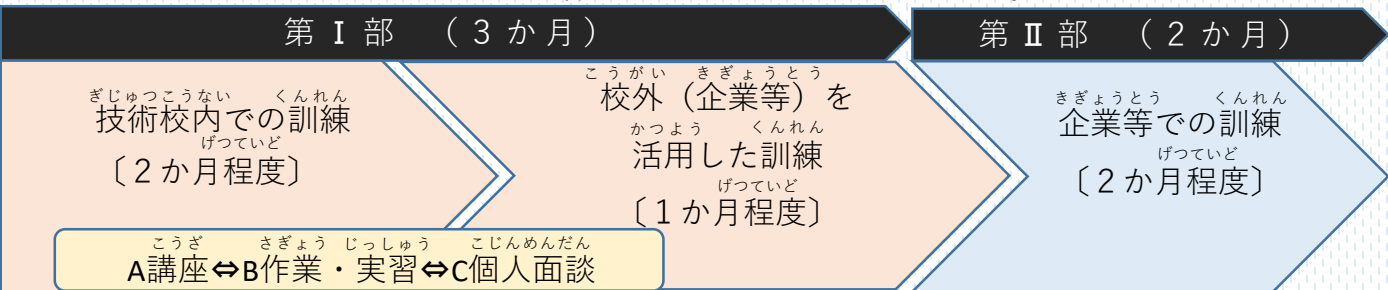 第Ⅰ部 （３か月）
第Ⅱ部 （２か月）
ぎじゅつこうない くんれん
技術校内での訓練
げつていど
〔２か月程度〕
こうがい きぎょうとう
校外（企業等）を
かつよう くんれん
活用した訓練
げつていど
〔１か月程度〕
きぎょうとう くんれん
企業等での訓練
げつていど
〔２か月程度〕
こうざ さぎょう じっしゅう こじんめんだん
A講座⇔B作業・実習⇔C個人面談